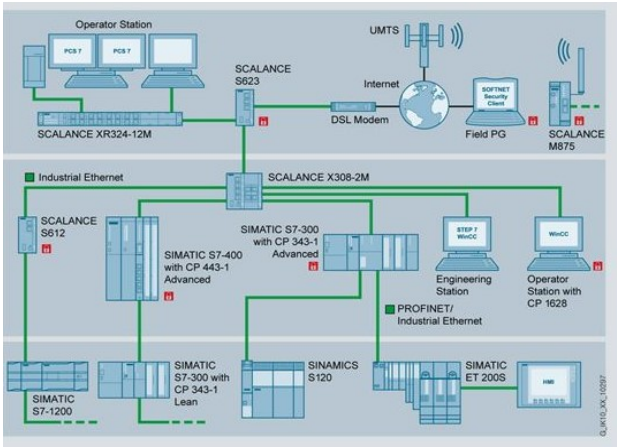 Operator Station
PCS 7
PCS 7
SCALANCE XR324-12M
SCALANCE
S623
DSL Modem
UMTS
Internet
SOFTNET
Security
Client
Field PG
SCALANCE
M875
Industrial Ethernet
SCALANCE X308-2M
SCALANCE
S612
SIMATIC S7-400
with CP 443-1
Advanced
SIMATIC S7-300
with CP 343-1
Advanced
STEP 7
WinCC
Engineering
Station
WinCC
Operator
Station with
CP 1628
PROFINET/
Industrial Ethernet
SIMATIC
S7-1200
SIMATIC
S7-300 with
CP 343-1
Lean
SINAMICS
S120
SIMATIC
ET 200S
HMI
G_IK10_XX_10297